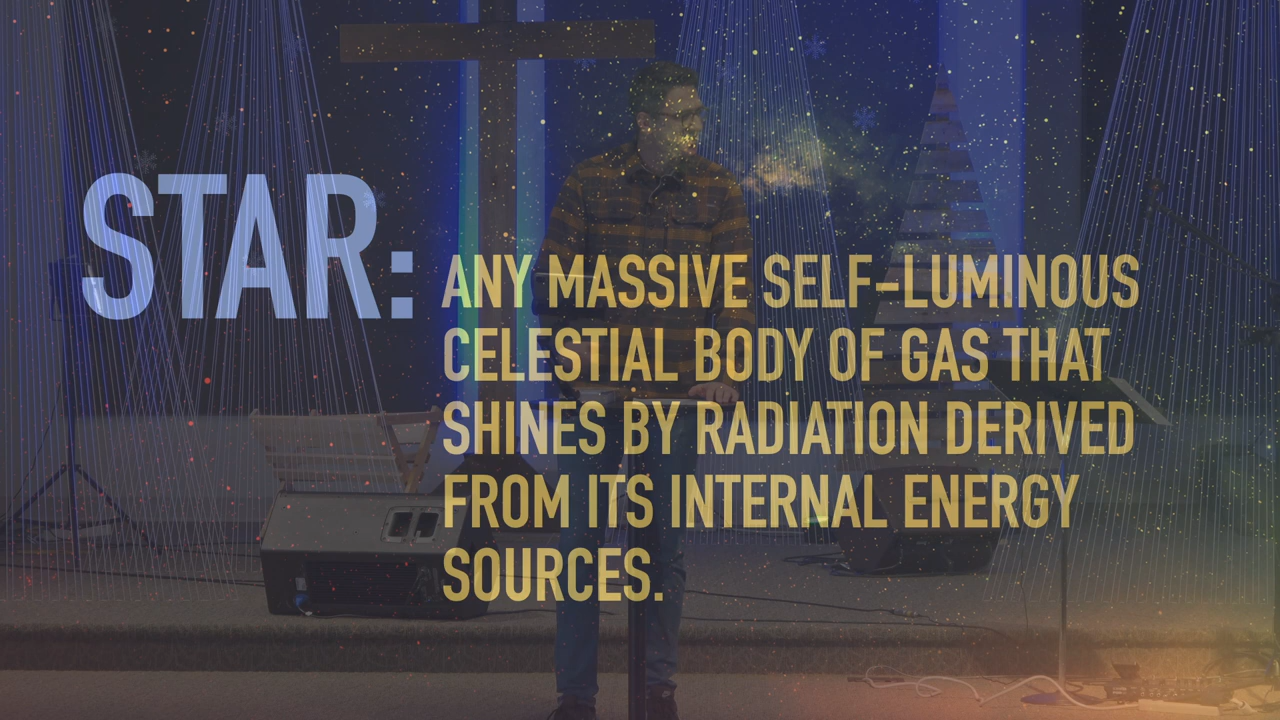 STAR:
ANY MASSIVE SELF-LUMINOUS
CELESTIAL BODY OF GAS THAT
SHINES BY RADIATION DERIVED
FROM ITS INTERNAL ENERGY
SOURCES.